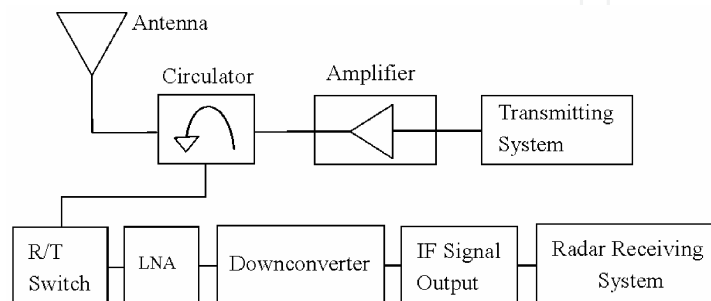 Antenna
Circulator
Amplifier
Transmitting
System
R/T
Switch
LNA
Downconverter
IF Signal
Output
Radar Receiving
System